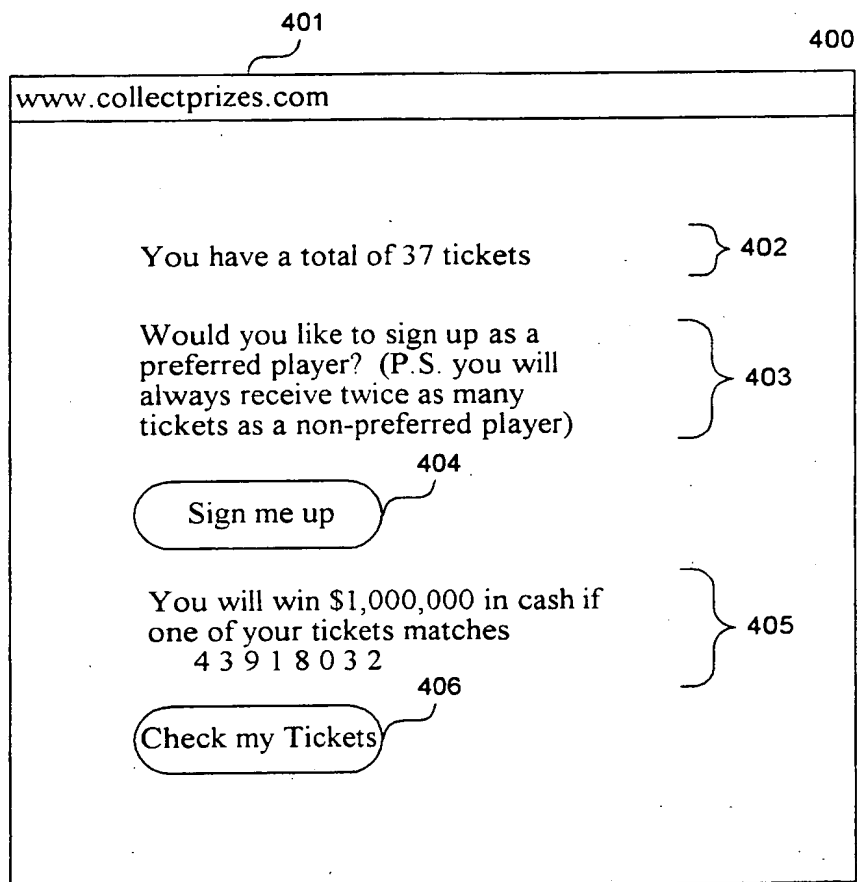 401
400
www.collectprizes.com
You have a total of 37 tickets
402
Would you like to sign up as a
preferred player? (P.S. you will
always receive twice as many
tickets as a non-preferred player)
403
404
Sign me up
You will win $1,000,000 in cash if
one of your tickets matches
4 3 9 1 8 0 3 2
405
406
Check my Tickets